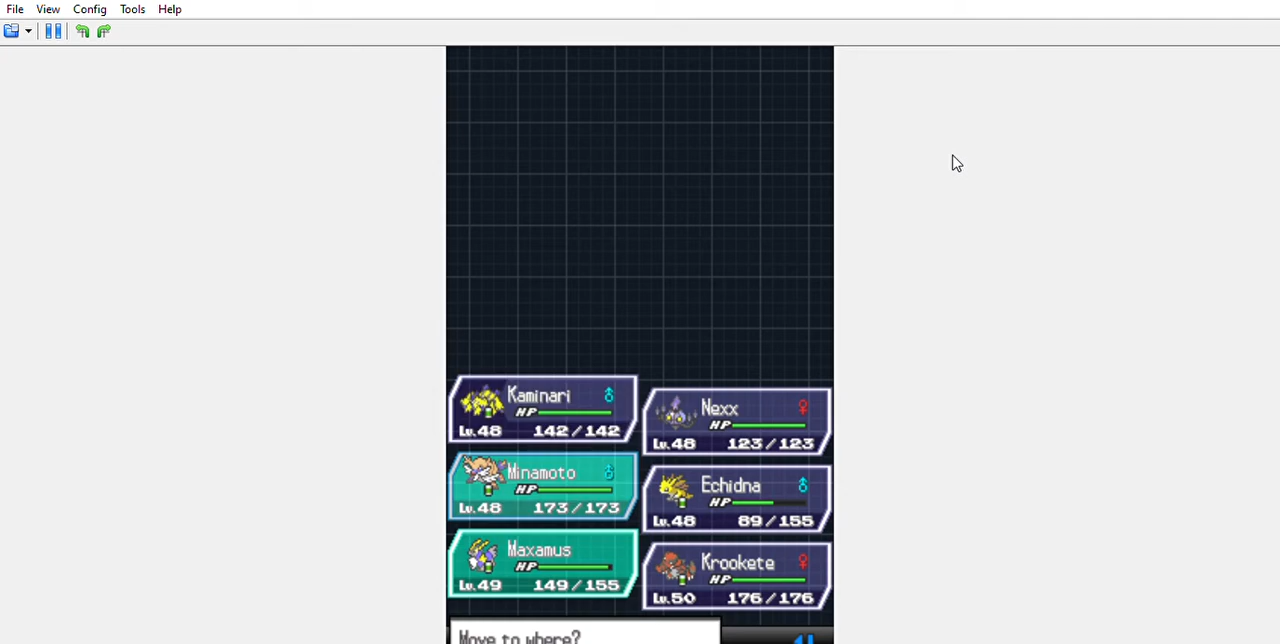 File View Config Tools Help
Kaminari ♂
HP
Lv.48 142/142
Nexx ♀
HP
Lv.48 123/123
Minamoto ♂
HP
Lv.48 173/173
Echidna ♂
HP
Lv.48 89/155
Maxamus
HP
Lv.49 149/155
Krookete ♀
HP
Lv.50 176/176
Move to where?